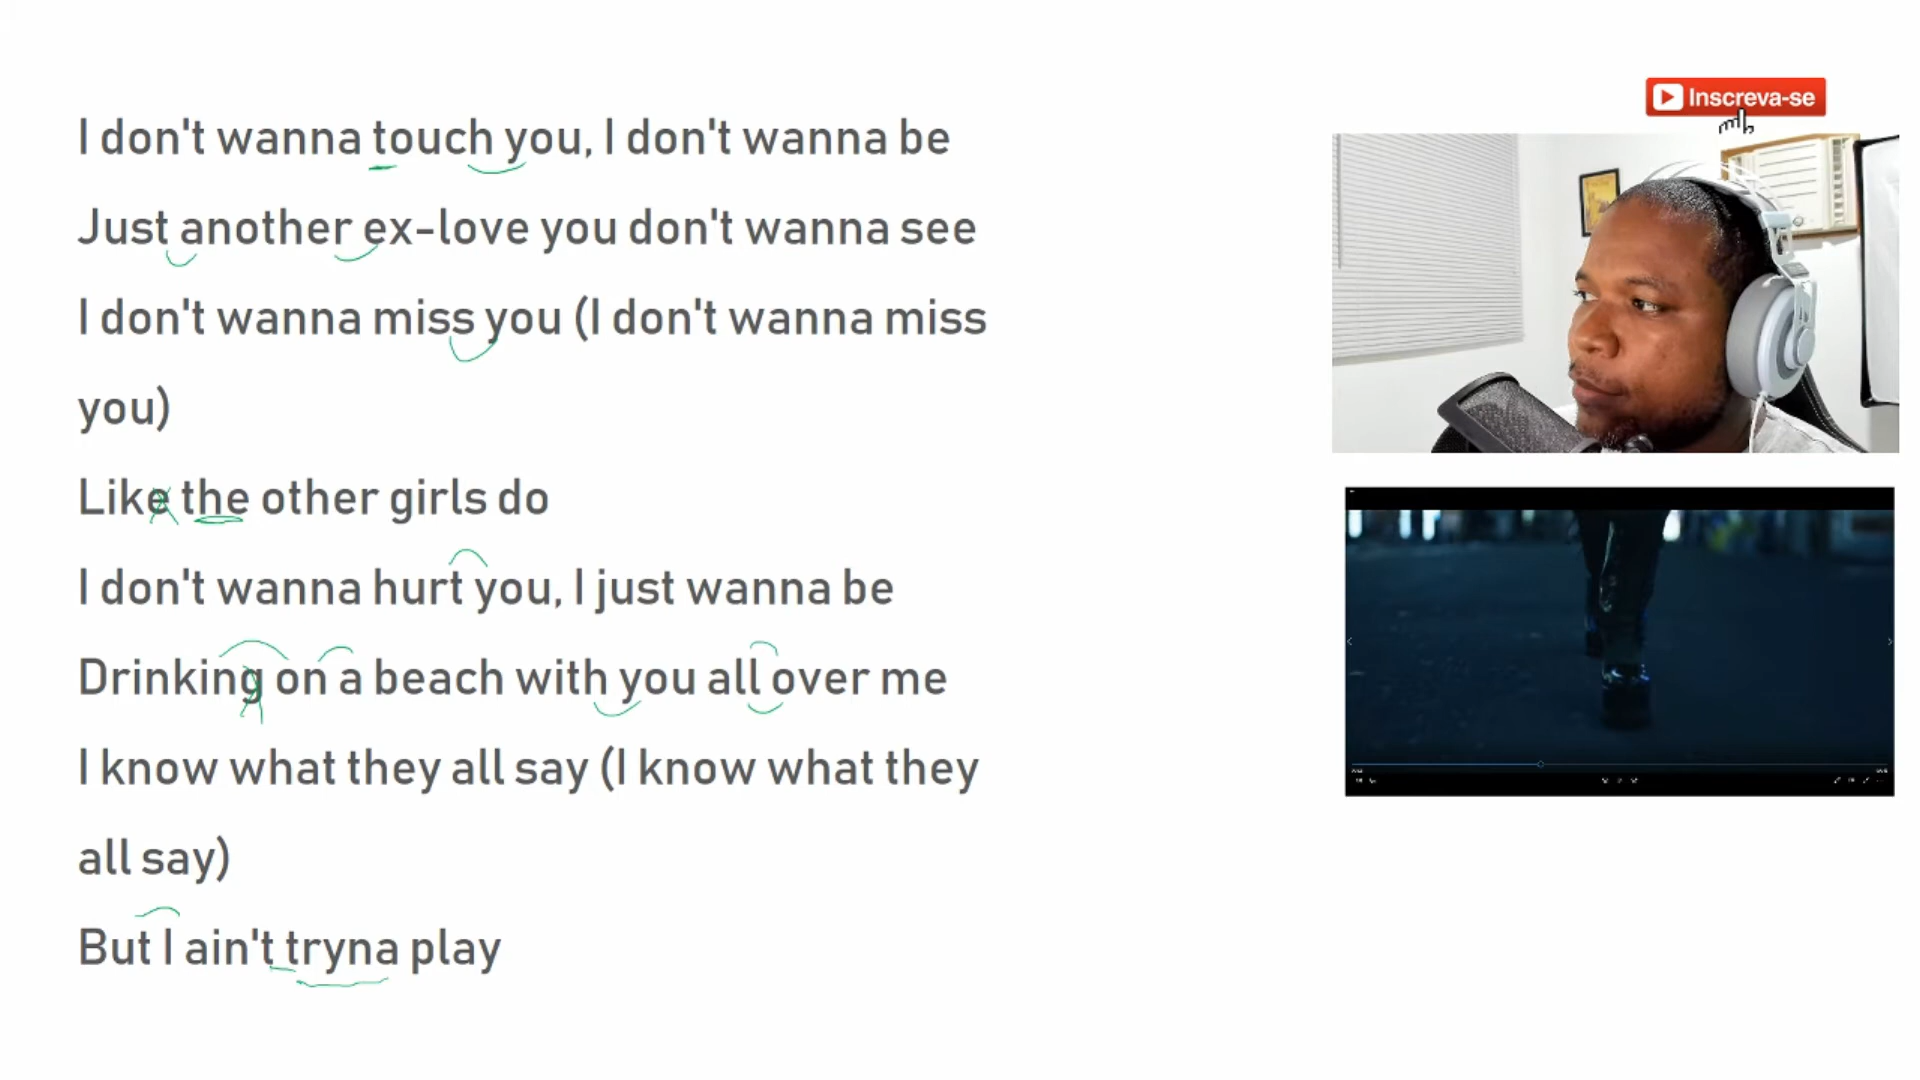 Inscreva-se
I don't wanna touch you, I don't wanna be
Just another ex-love you don't wanna see
I don't wanna miss you (I don't wanna miss
you)
Like the other girls do
I don't wanna hurt you, I just wanna be
Drinking on a beach with you all over me
I know what they all say (I know what they
all say)
But I ain't tryna play